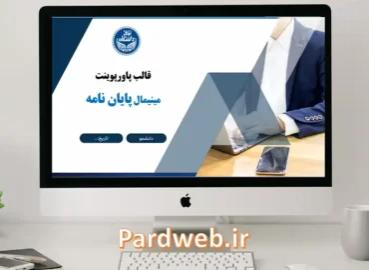 قالب پاورپوینت
مینیمال پایان نامه
دانشجو
تاریخ...
Pardweb.ir